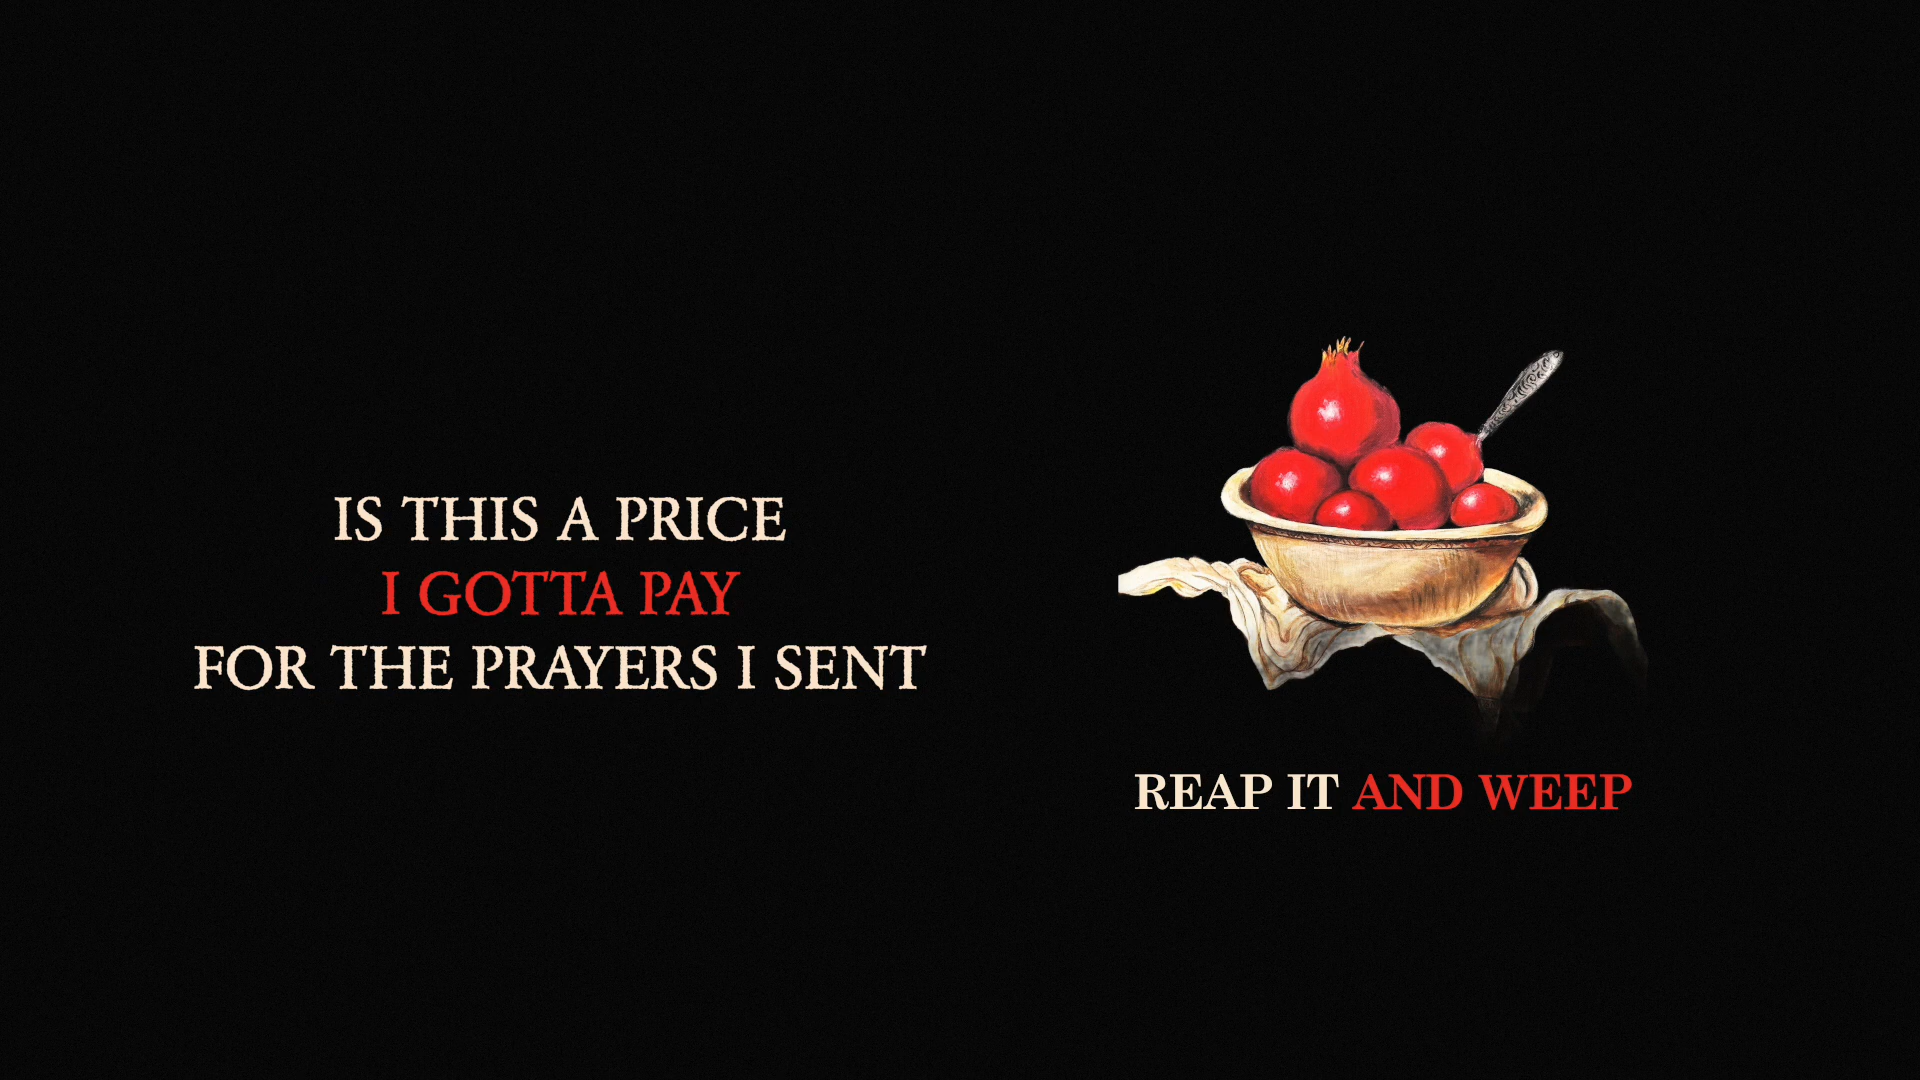 IS THIS A PRICE
I GOTTA PAY
FOR THE PRAYERS I SENT
REAP IT AND WEEP